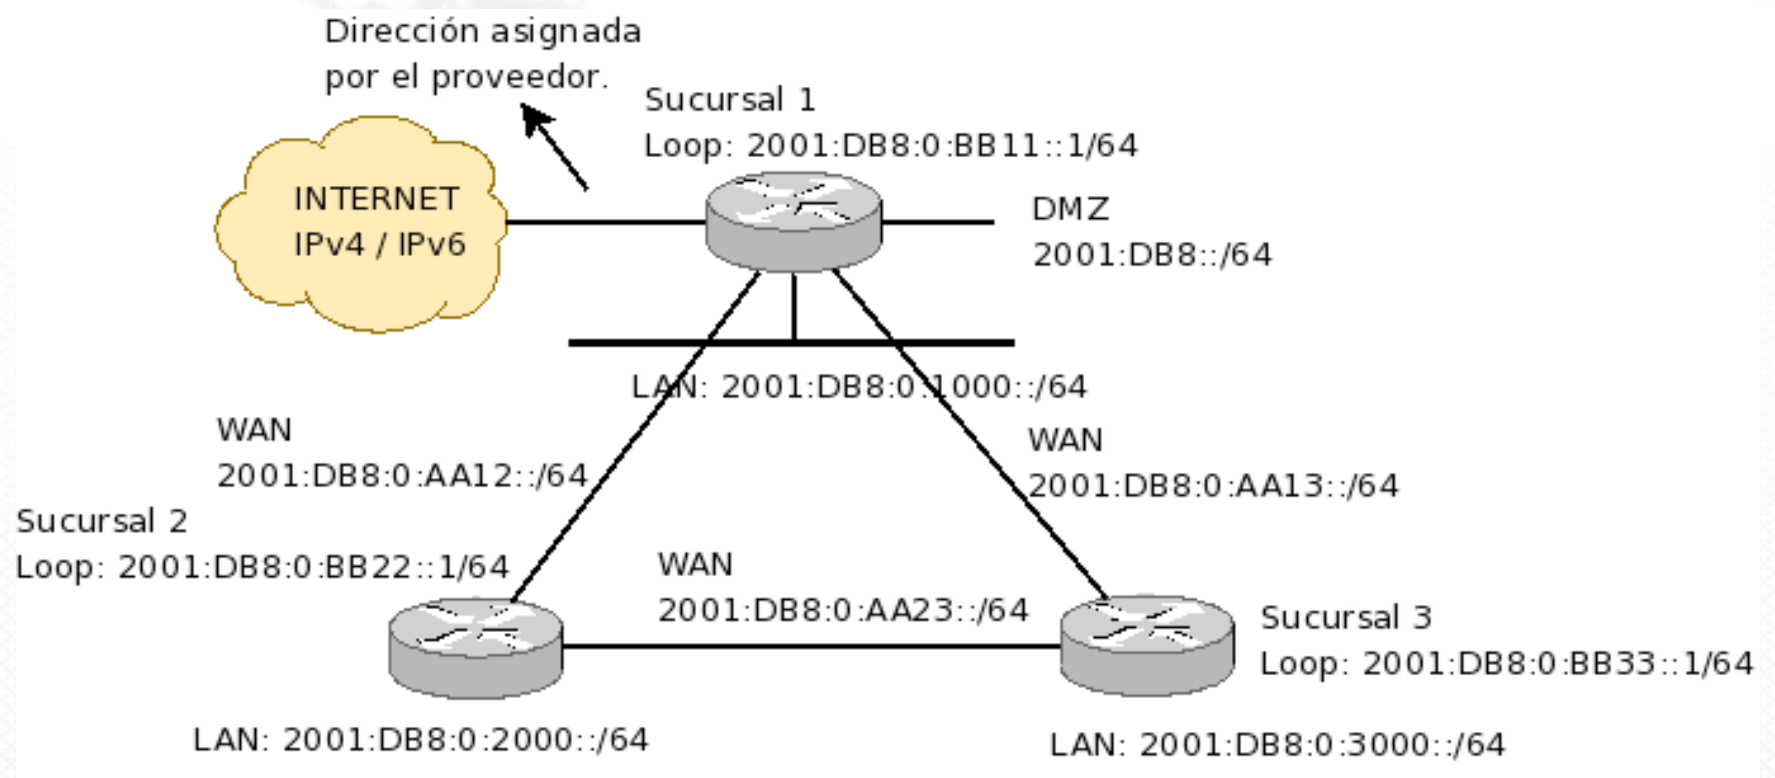 Dirección asignada
por el proveedor.
Sucursal 1
Loop: 2001:DB8:0:BB11::1/64
INTERNET
IPv4 / IPv6
DMZ
2001:DB8::/64
LAN: 2001:DB8:0:1000::/64
WAN
2001:DB8:0:AA12::/64
WAN
2001:DB8:0:AA13::/64
Sucursal 2
Loop: 2001:DB8:0:BB22::1/64
WAN
2001:DB8:0:AA23::/64
Sucursal 3
Loop: 2001:DB8:0:BB33::1/64
LAN: 2001:DB8:0:2000::/64
LAN: 2001:DB8:0:3000::/64